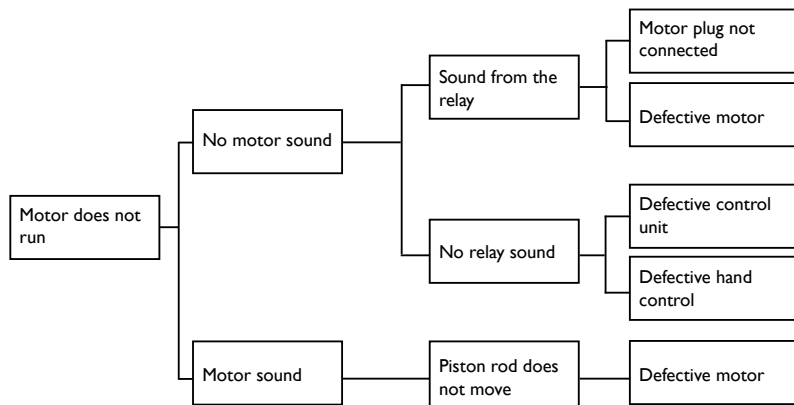 Motor does not
run
No motor sound
Motor sound
Sound from the
relay
No relay sound
Piston rod does
not move
Motor plug not
connected
Defective motor
Defective control
unit
Defective hand
control
Defective motor